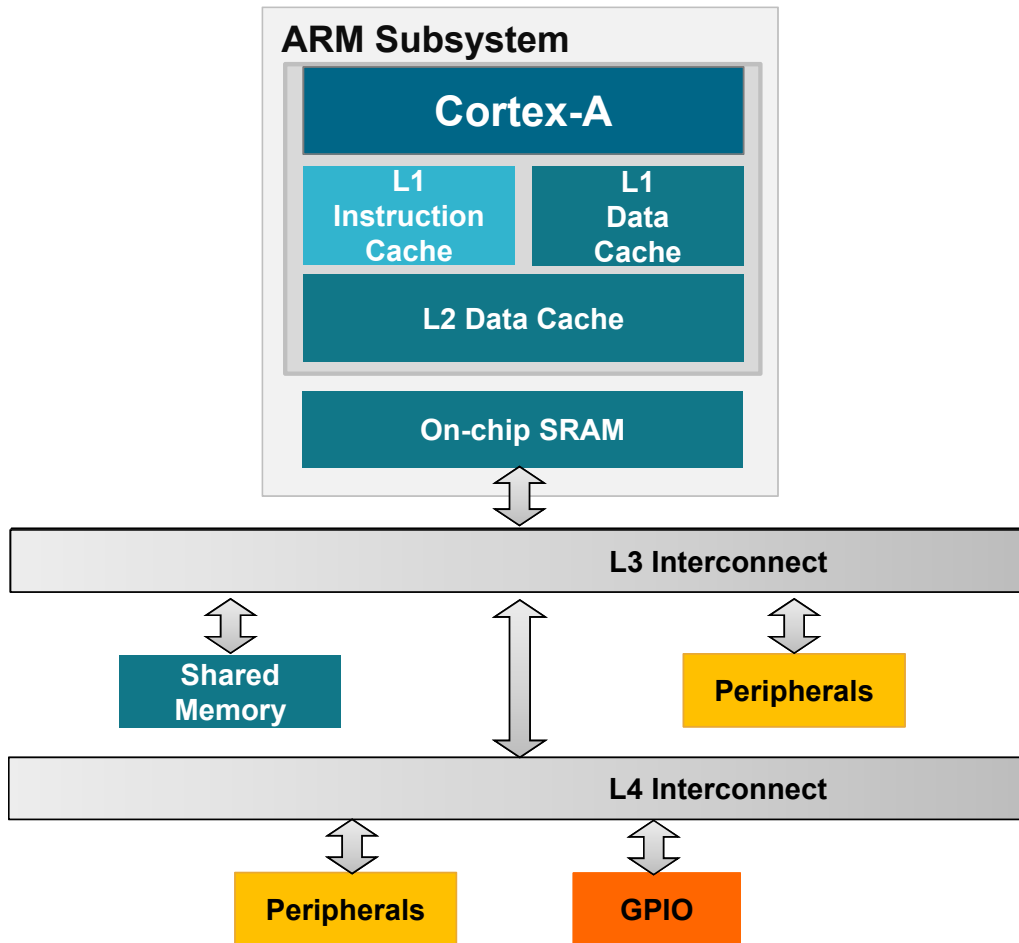 ARM Subsystem
Cortex-A
L1
Instruction
Cache
L1
Data
Cache
L2 Data Cache
On-chip SRAM
L3 Interconnect
Shared
Memory
Peripherals
L4 Interconnect
Peripherals
GPIO